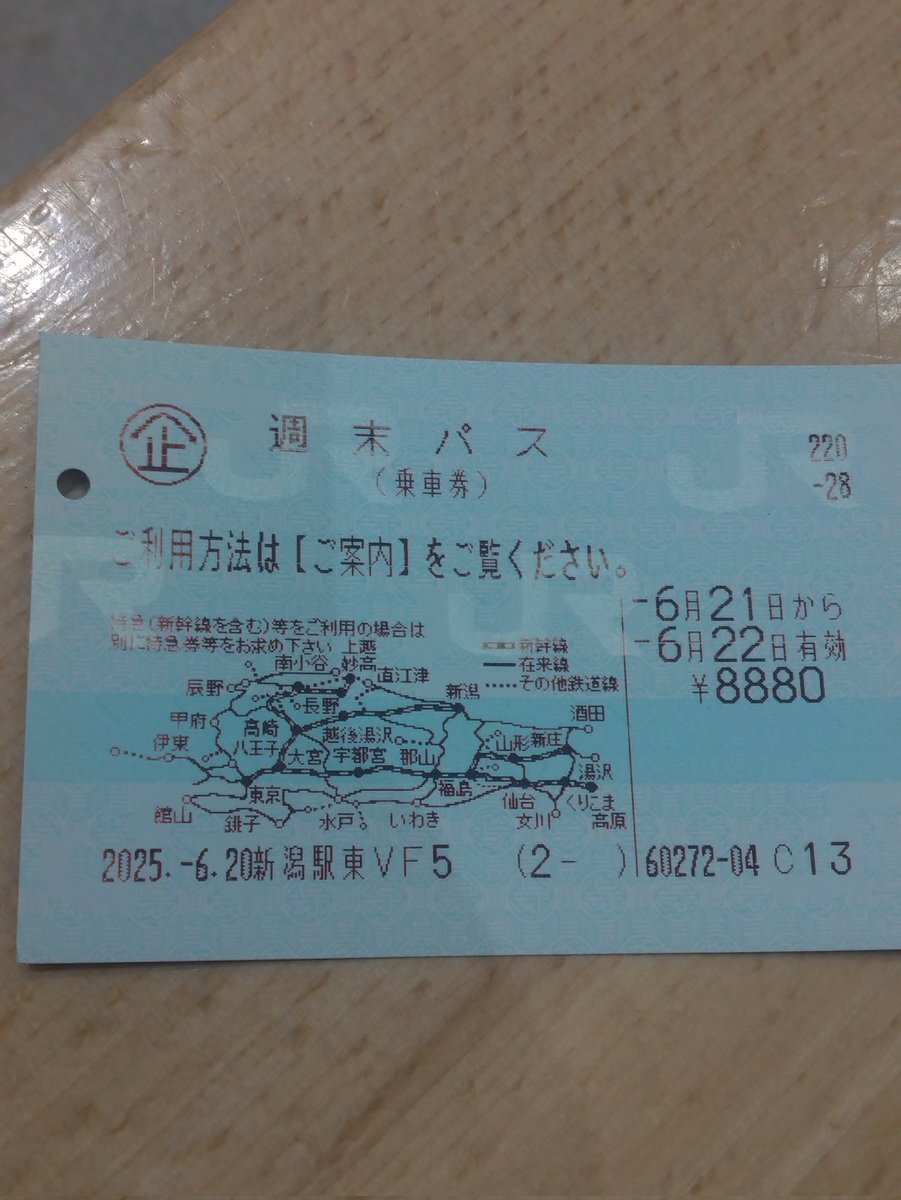 企 週末パス
（乗車券）
220
-28
ご利用方法は【ご案内】をご覧ください。
特急(新幹線を含む)等をご利用の場合は
別に特急券等をお求め下さい
新幹線
在来線
その他鉄道線
-6月21日から
-6月22日有効
¥8880
上越
妙高
南小谷
直江津
辰野
長野
新潟
甲府
高崎
越後湯沢
酒田
伊東
八王子
大宮
宇都宮
郡山
山形
新庄
湯沢
館山
東京
福島
仙台
くりこま
高原
銚子
水戸
いわき
女川
2025.-6.20新潟駅東VF5 (2- ) 60272-04 C13
JR
JR
JR